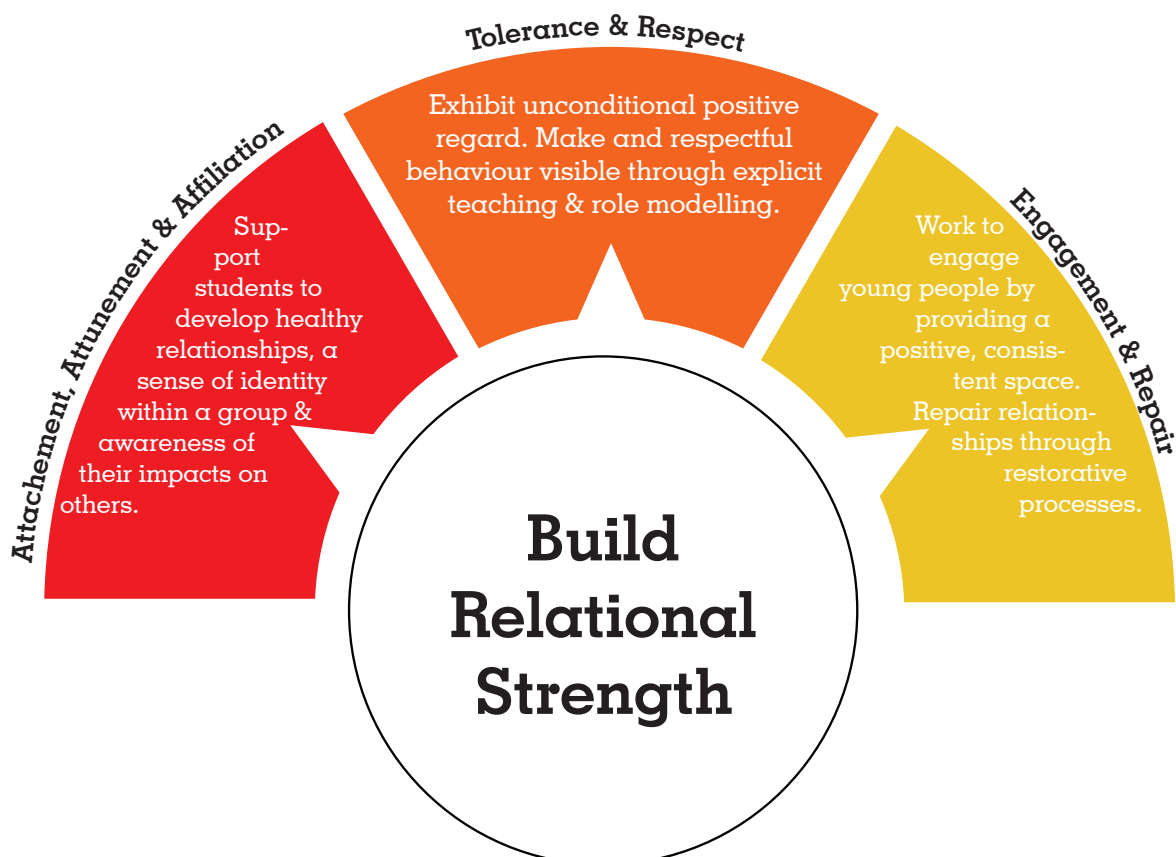 Attachement, Attunement & Affiliation
Sup-
port
students to
develop healthy
relationships, a
sense of identity
within a group &
awareness of
their impacts on
others.
Tolerance & Respect
Exhibit unconditional positive
regard. Make and respectful
behaviour visible through explicit
teaching & role modelling.
Engagement & Repair
Work to
engage
young people by
providing a
positive, consis-
tent space.
Repair relation-
ships through
restorative
processes.
Build
Relational
Strength